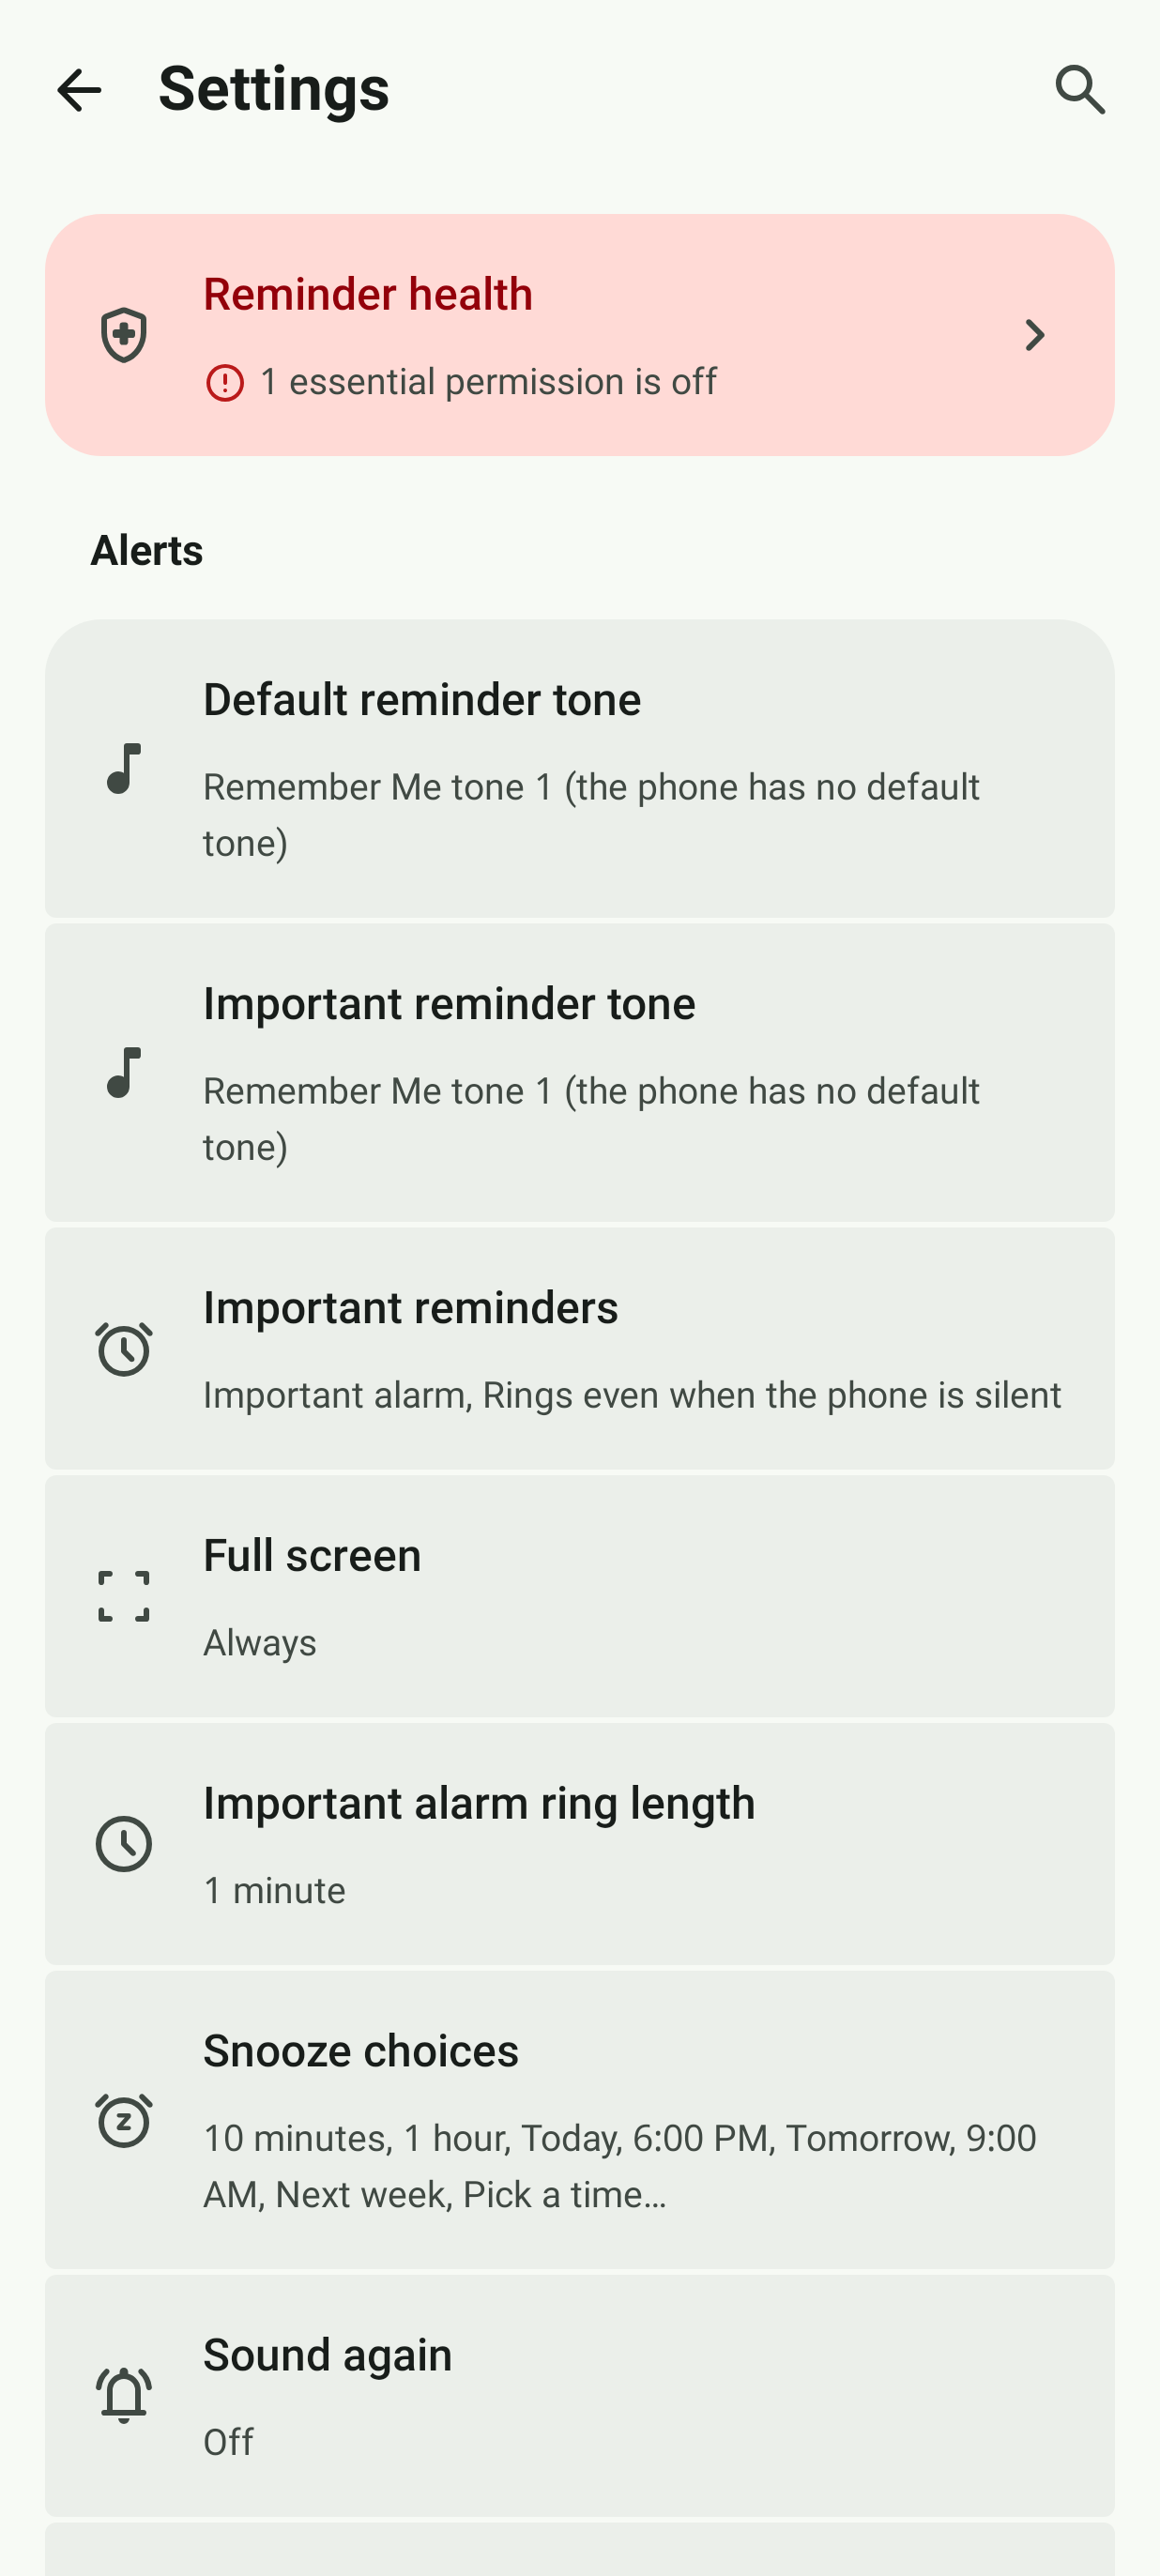 Settings
Reminder health
1 essential permission is off
Alerts
Default reminder tone
Remember Me tone 1 (the phone has no default
tone)
Important reminder tone
Remember Me tone 1 (the phone has no default
tone)
Important reminders
Important alarm, Rings even when the phone is silent
Full screen
Always
Important alarm ring length
1 minute
Snooze choices
10 minutes, 1 hour, Today, 6:00 PM, Tomorrow, 9:00
AM, Next week, Pick a time…
Sound again
Off